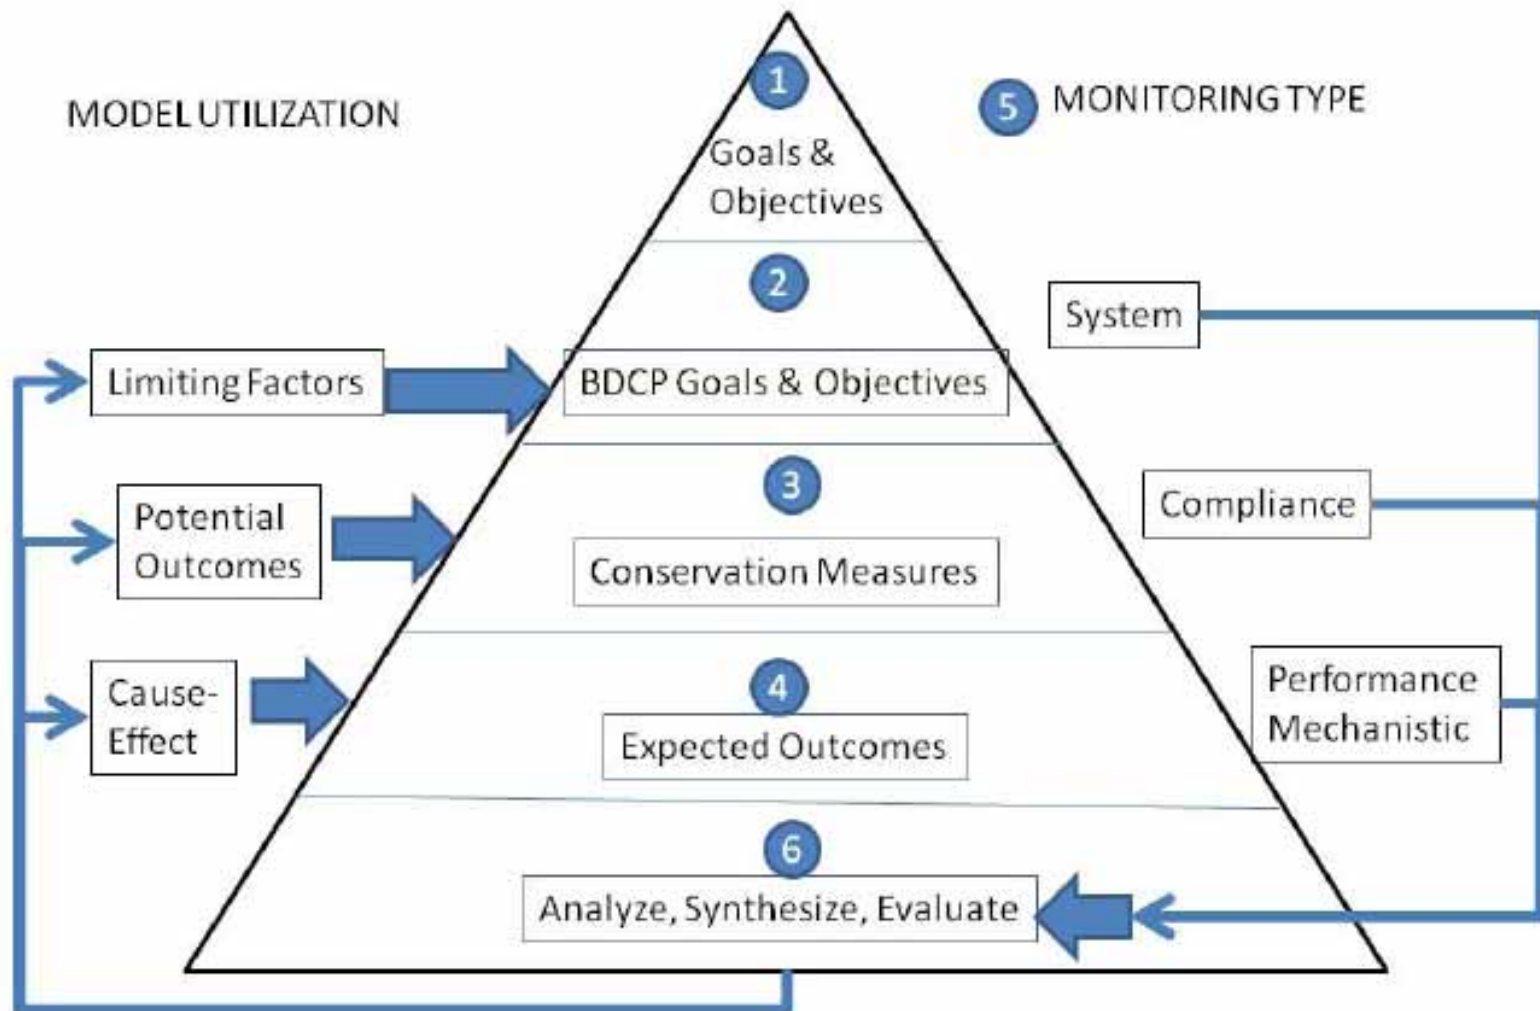 1
MODEL UTILIZATION
5 MONITORING TYPE
Goals &
Objectives
2
System
Limiting Factors
BDCP Goals & Objectives
3
Potential
Outcomes
Compliance
Conservation Measures
4
Cause-
Effect
Performance
Mechanistic
Expected Outcomes
6
Analyze, Synthesize, Evaluate